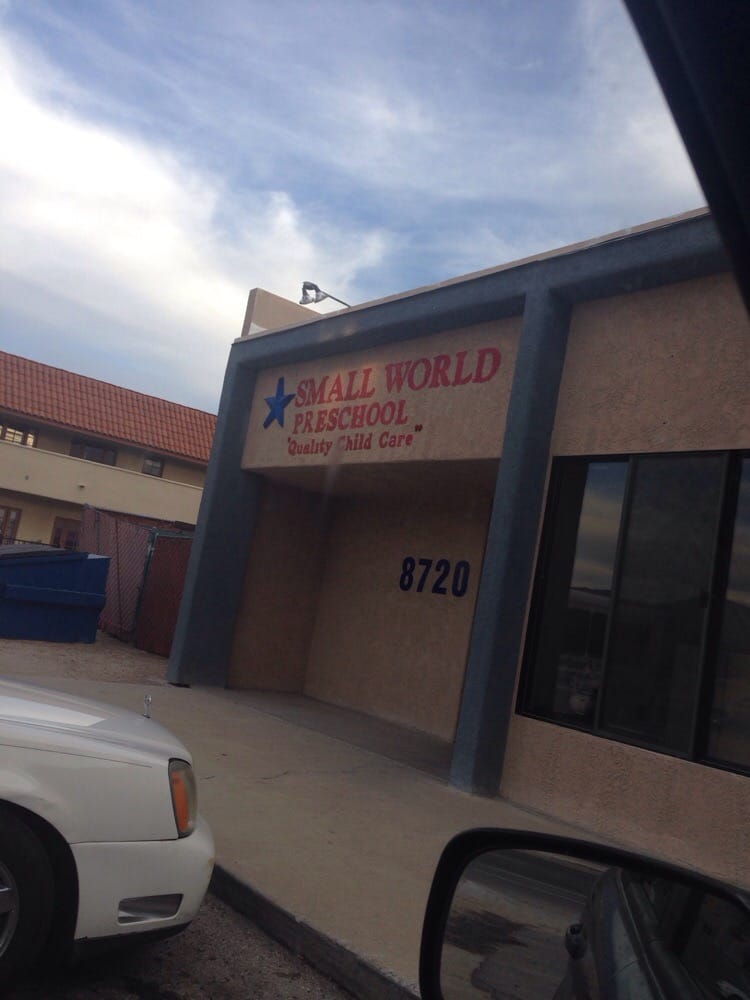 SMALL WORLD
PRESCHOOL
"Quality Child Care"
8720